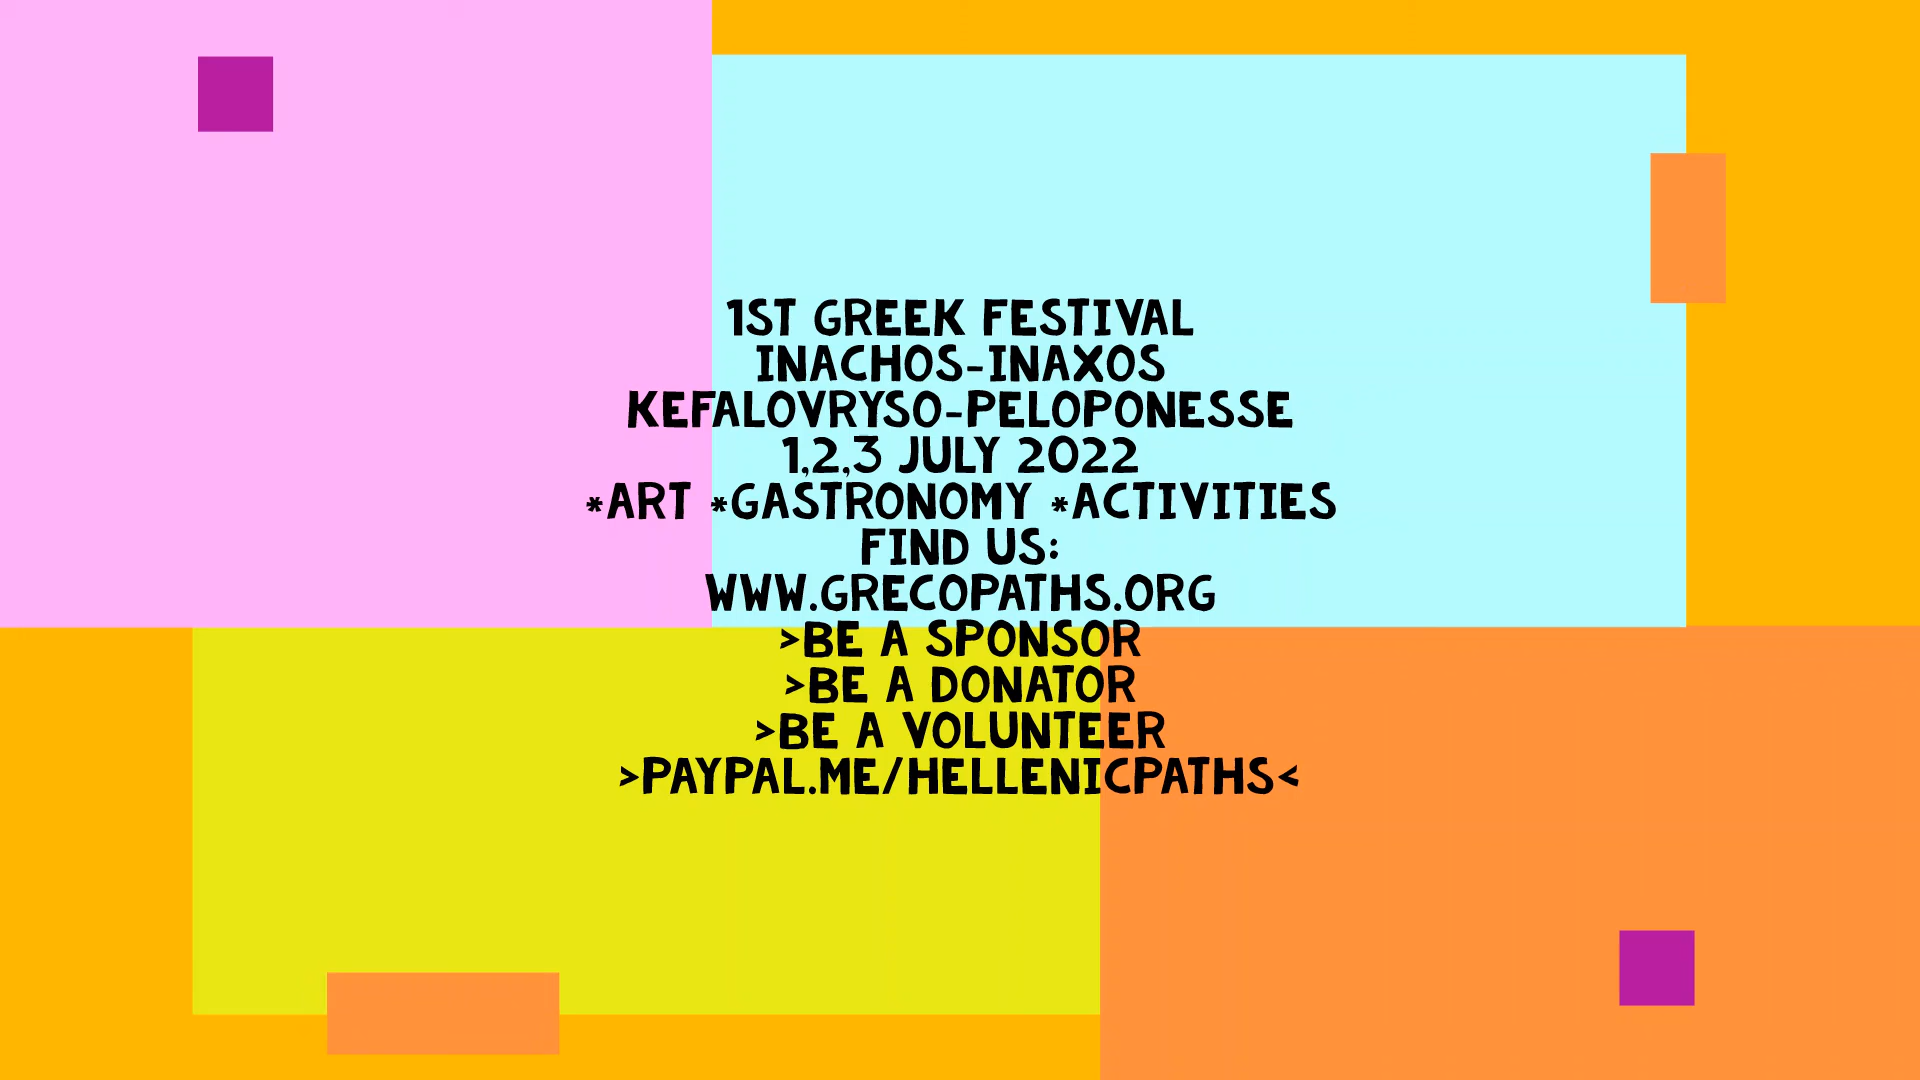 1ST GREEK FESTIVAL
INACHOS-INAXOS
KEFALOVRYSO-PELOPONESSE
1,2,3 JULY 2022
*ART *GASTRONOMY *ACTIVITIES
FIND US:
WWW.GRECOPATHS.ORG
>BE A SPONSOR
>BE A DONATOR
>BE A VOLUNTEER
>PAYPAL.ME/HELLENICPATHS<